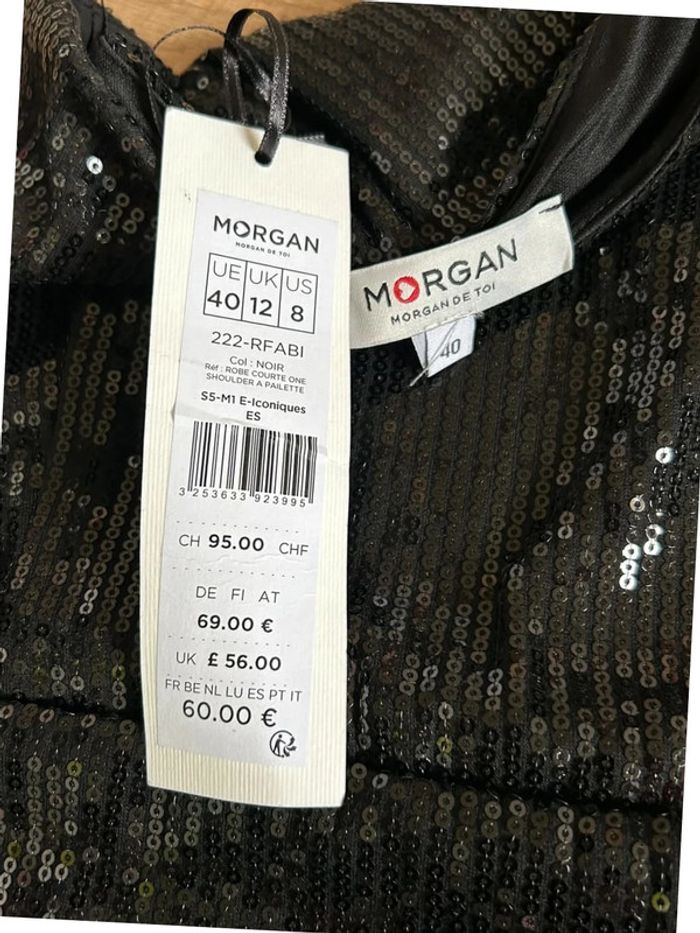 MORGAN
MORGAN DE TOI
UE UK US
40 12 8
222-RFABI
Col : NOIR
Réf : ROBE COURTE ONE
SHOULDER A PAILETTE
S5-M1 E-Iconiques
ES
3 253633 923995
CH 95.00 CHF
DE FI AT
69.00 €
UK £ 56.00
FR BE NL LU ES PT IT
60.00 €
MORGAN
MORGAN DE TOI
40